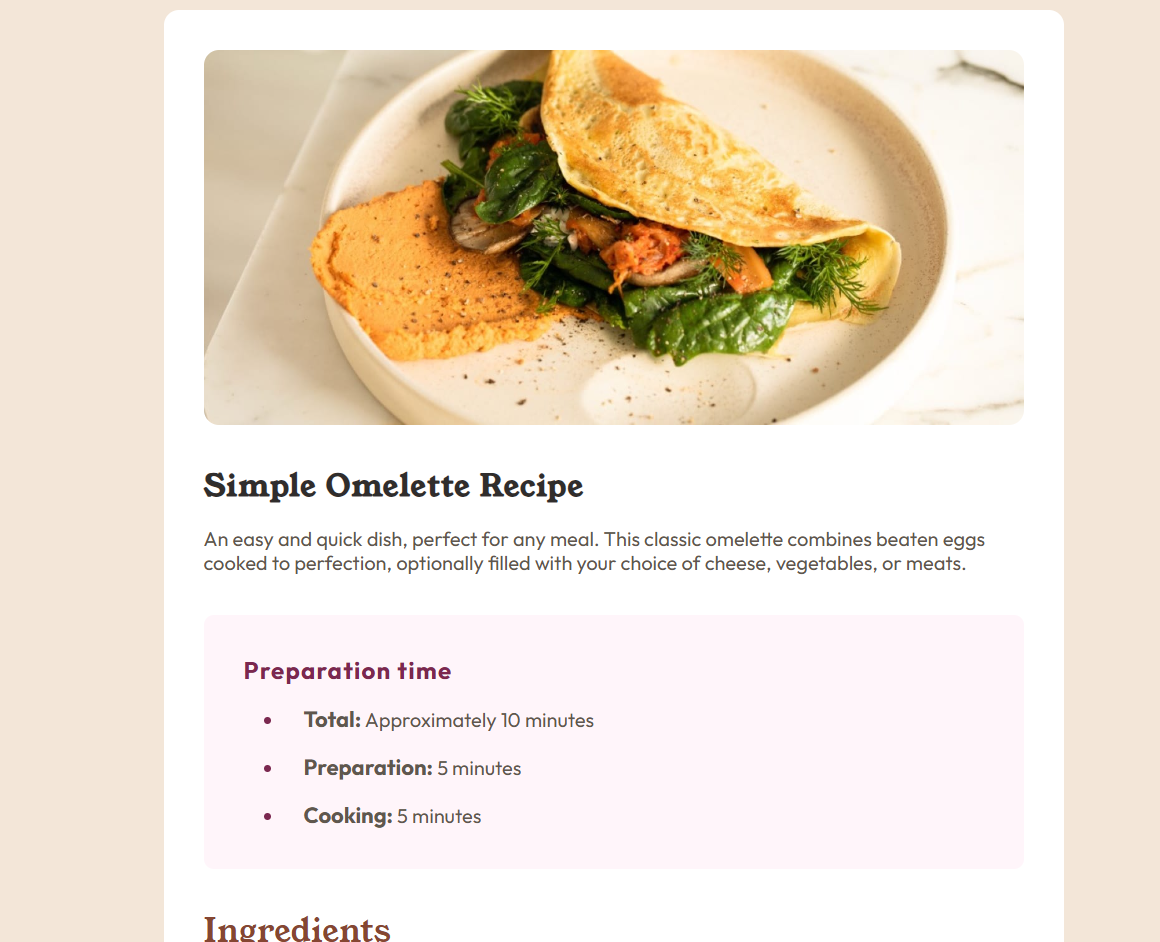 Simple Omelette Recipe
An easy and quick dish, perfect for any meal. This classic omelette combines beaten eggs
cooked to perfection, optionally filled with your choice of cheese, vegetables, or meats.
Preparation time
Total: Approximately 10 minutes
Preparation: 5 minutes
Cooking: 5 minutes
Ingredients